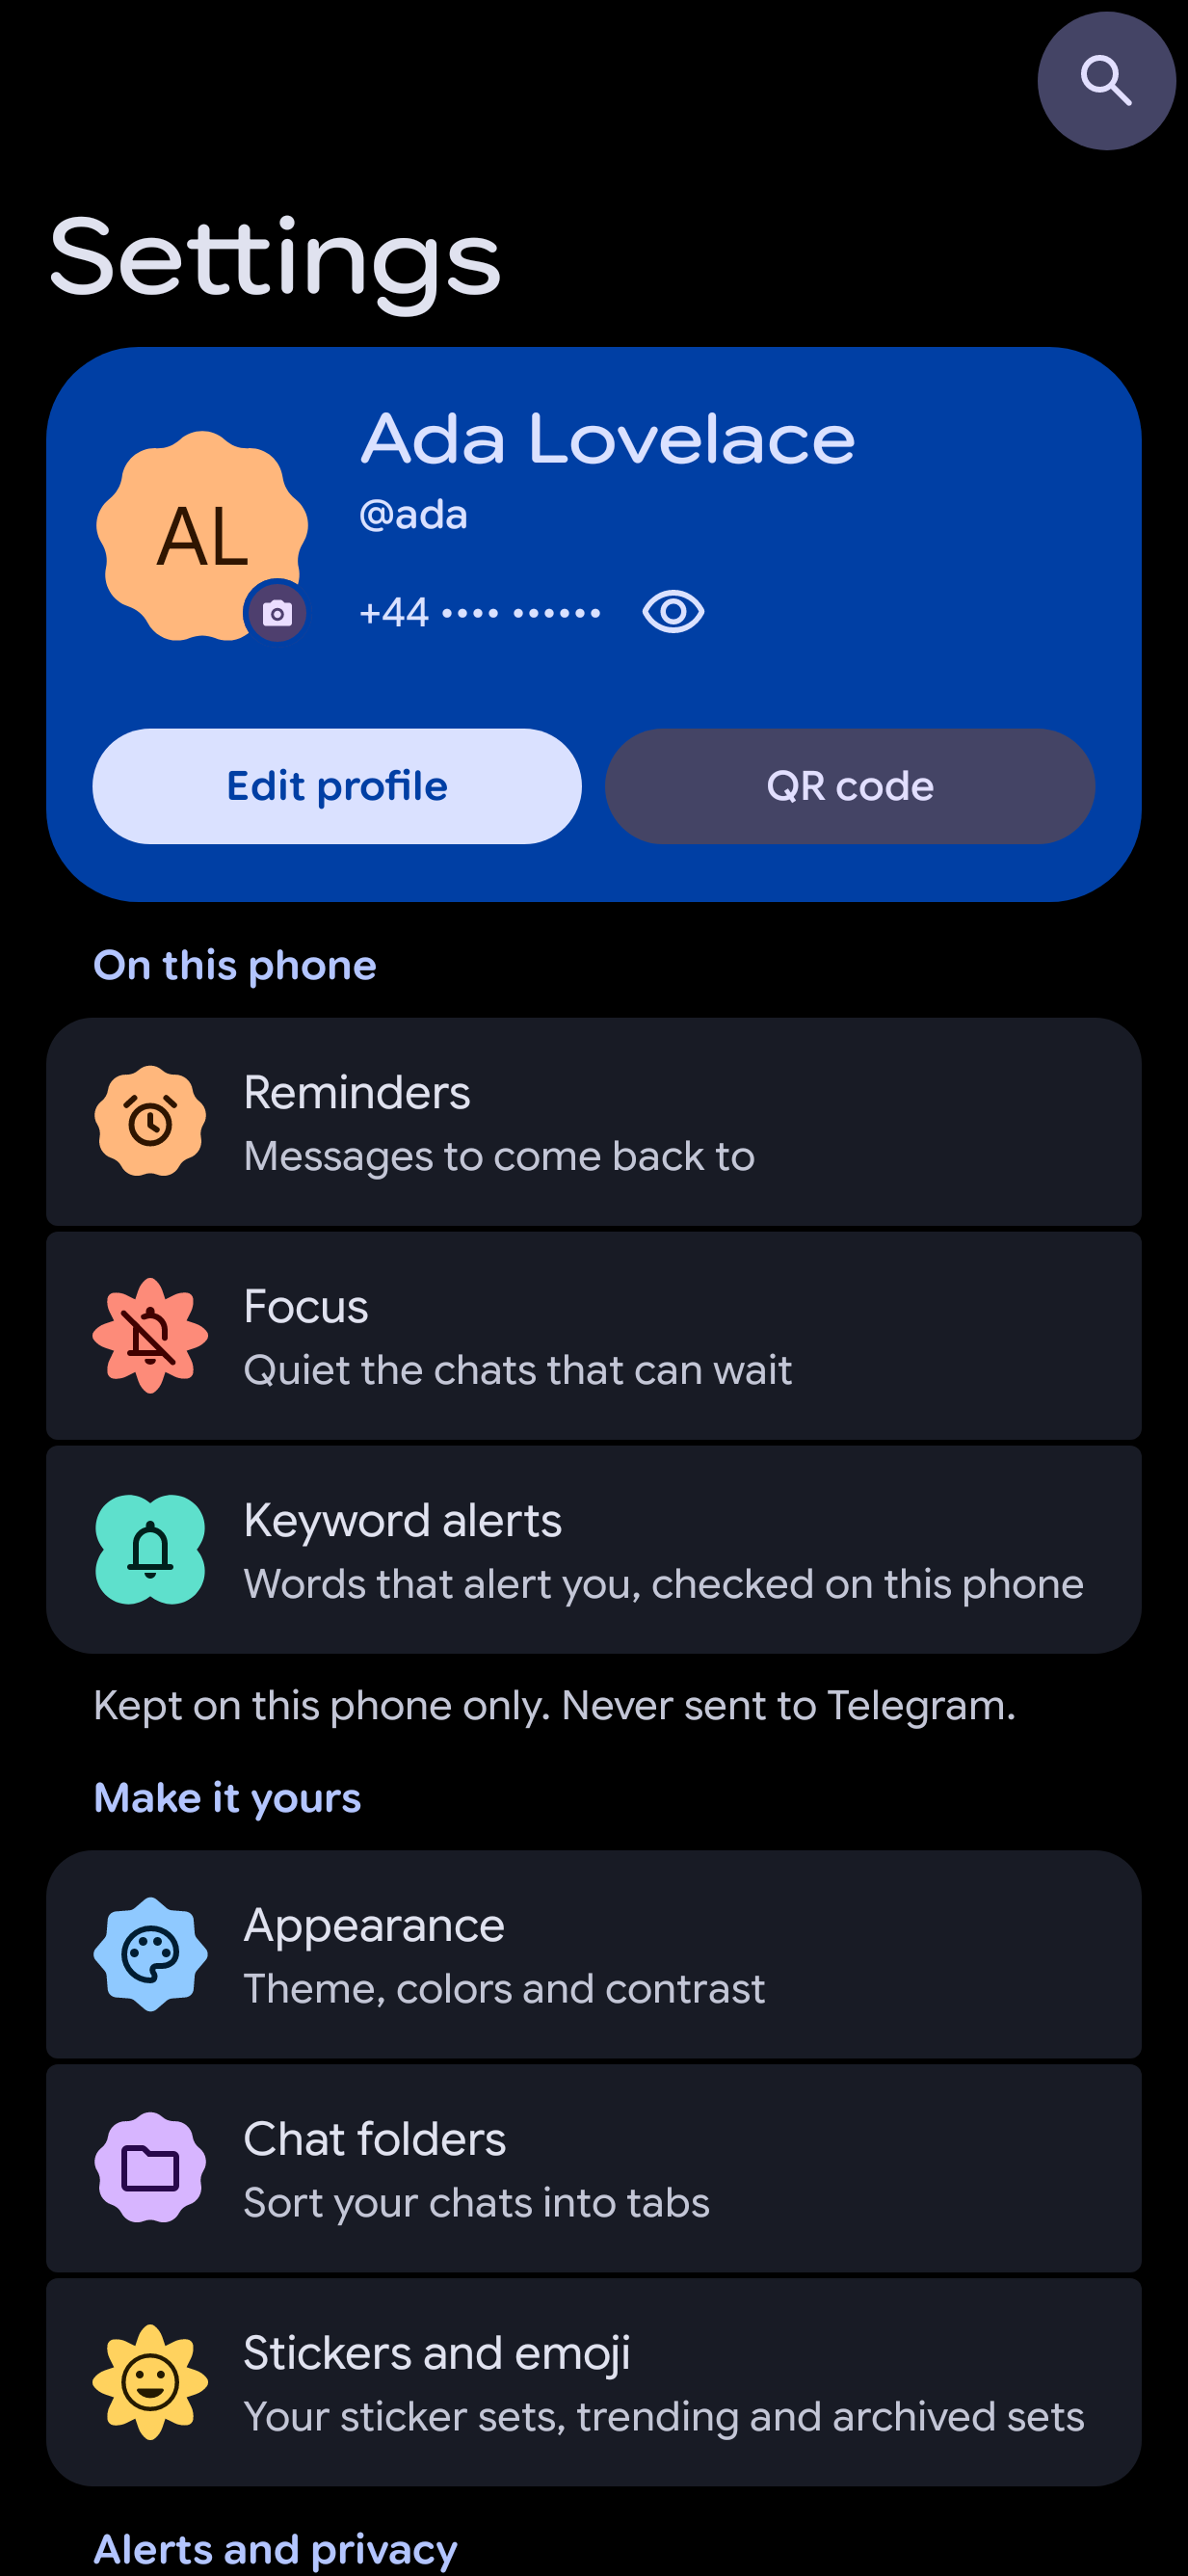 Settings
Ada Lovelace
@ada
AL
+44 •••• ••••••
Edit profile
QR code
On this phone
Reminders
Messages to come back to
Focus
Quiet the chats that can wait
Keyword alerts
Words that alert you, checked on this phone
Kept on this phone only. Never sent to Telegram.
Make it yours
Appearance
Theme, colors and contrast
Chat folders
Sort your chats into tabs
Stickers and emoji
Your sticker sets, trending and archived sets
Alerts and privacy